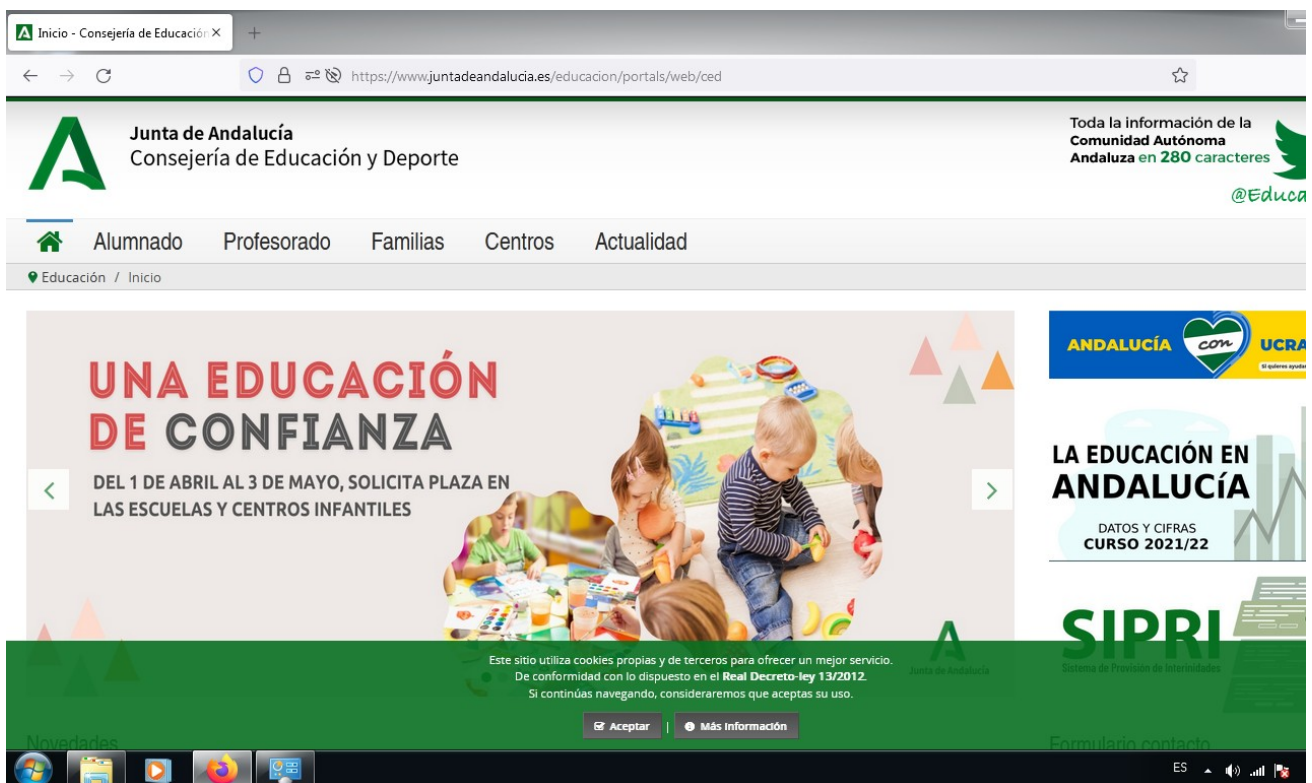 Inicio - Consejería de Educación
https://www.juntadeandalucia.es/educacion/portals/web/ced
Junta de Andalucía
Consejería de Educación y Deporte
Toda la información de la
Comunidad Autónoma
Andaluza en 280 caracteres
Alumnado Profesorado Familias Centros Actualidad
Educación / Inicio
UNA EDUCACIÓN
DE CONFIANZA
DEL 1 DE ABRIL AL 3 DE MAYO, SOLICITA PLAZA EN
LAS ESCUELAS Y CENTROS INFANTILES
Junta de Andalucía
ANDALUCÍA con
LA EDUCACIÓN EN
ANDALUCÍA
DATOS Y CIFRAS
CURSO 2021/22
SIPRI
Sistema de Provisión de Interinidades
Este sitio utiliza cookies propias y de terceros para ofrecer un mejor servicio.
De conformidad con lo dispuesto en el Real Decreto-ley 13/2012.
Si continúas navegando, consideraremos que aceptas su uso.
Aceptar | Más información
Novedades
Formulario contacto
ES